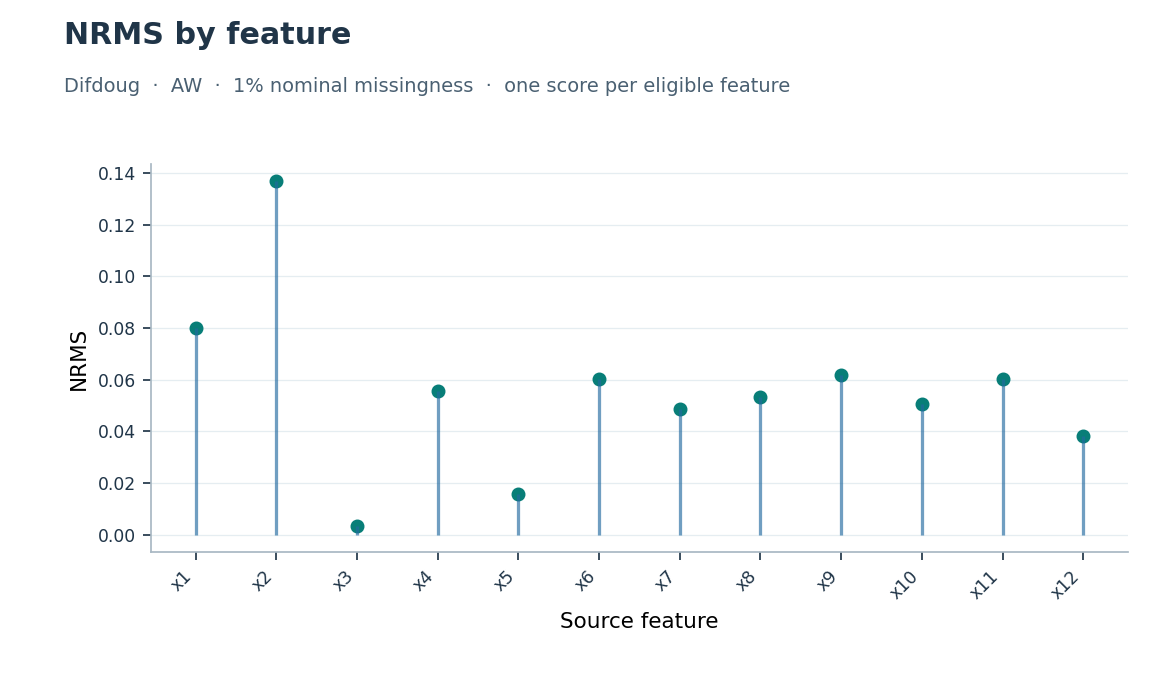 NRMS by feature
Difdoug · AW · 1% nominal missingness · one score per eligible feature
0.14
0.12
0.10
0.08
0.06
0.04
0.02
0.00
NRMS
x1 x2 x3 x4 x5 x6 x7 x8 x9 x10 x11 x12
Source feature